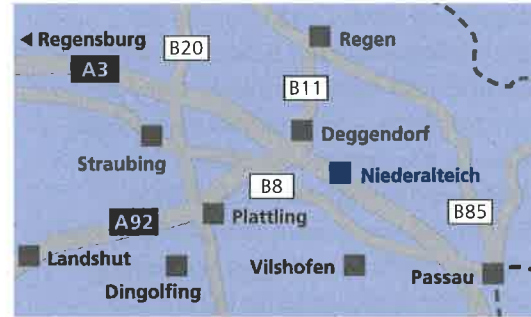 ◄ Regensburg
B20
Regen
A3
B11
Deggendorf
Straubing
Niederalteich
B8
B85
A92
Plattling
Landshut
Vilshofen
Passau
Dingolfing